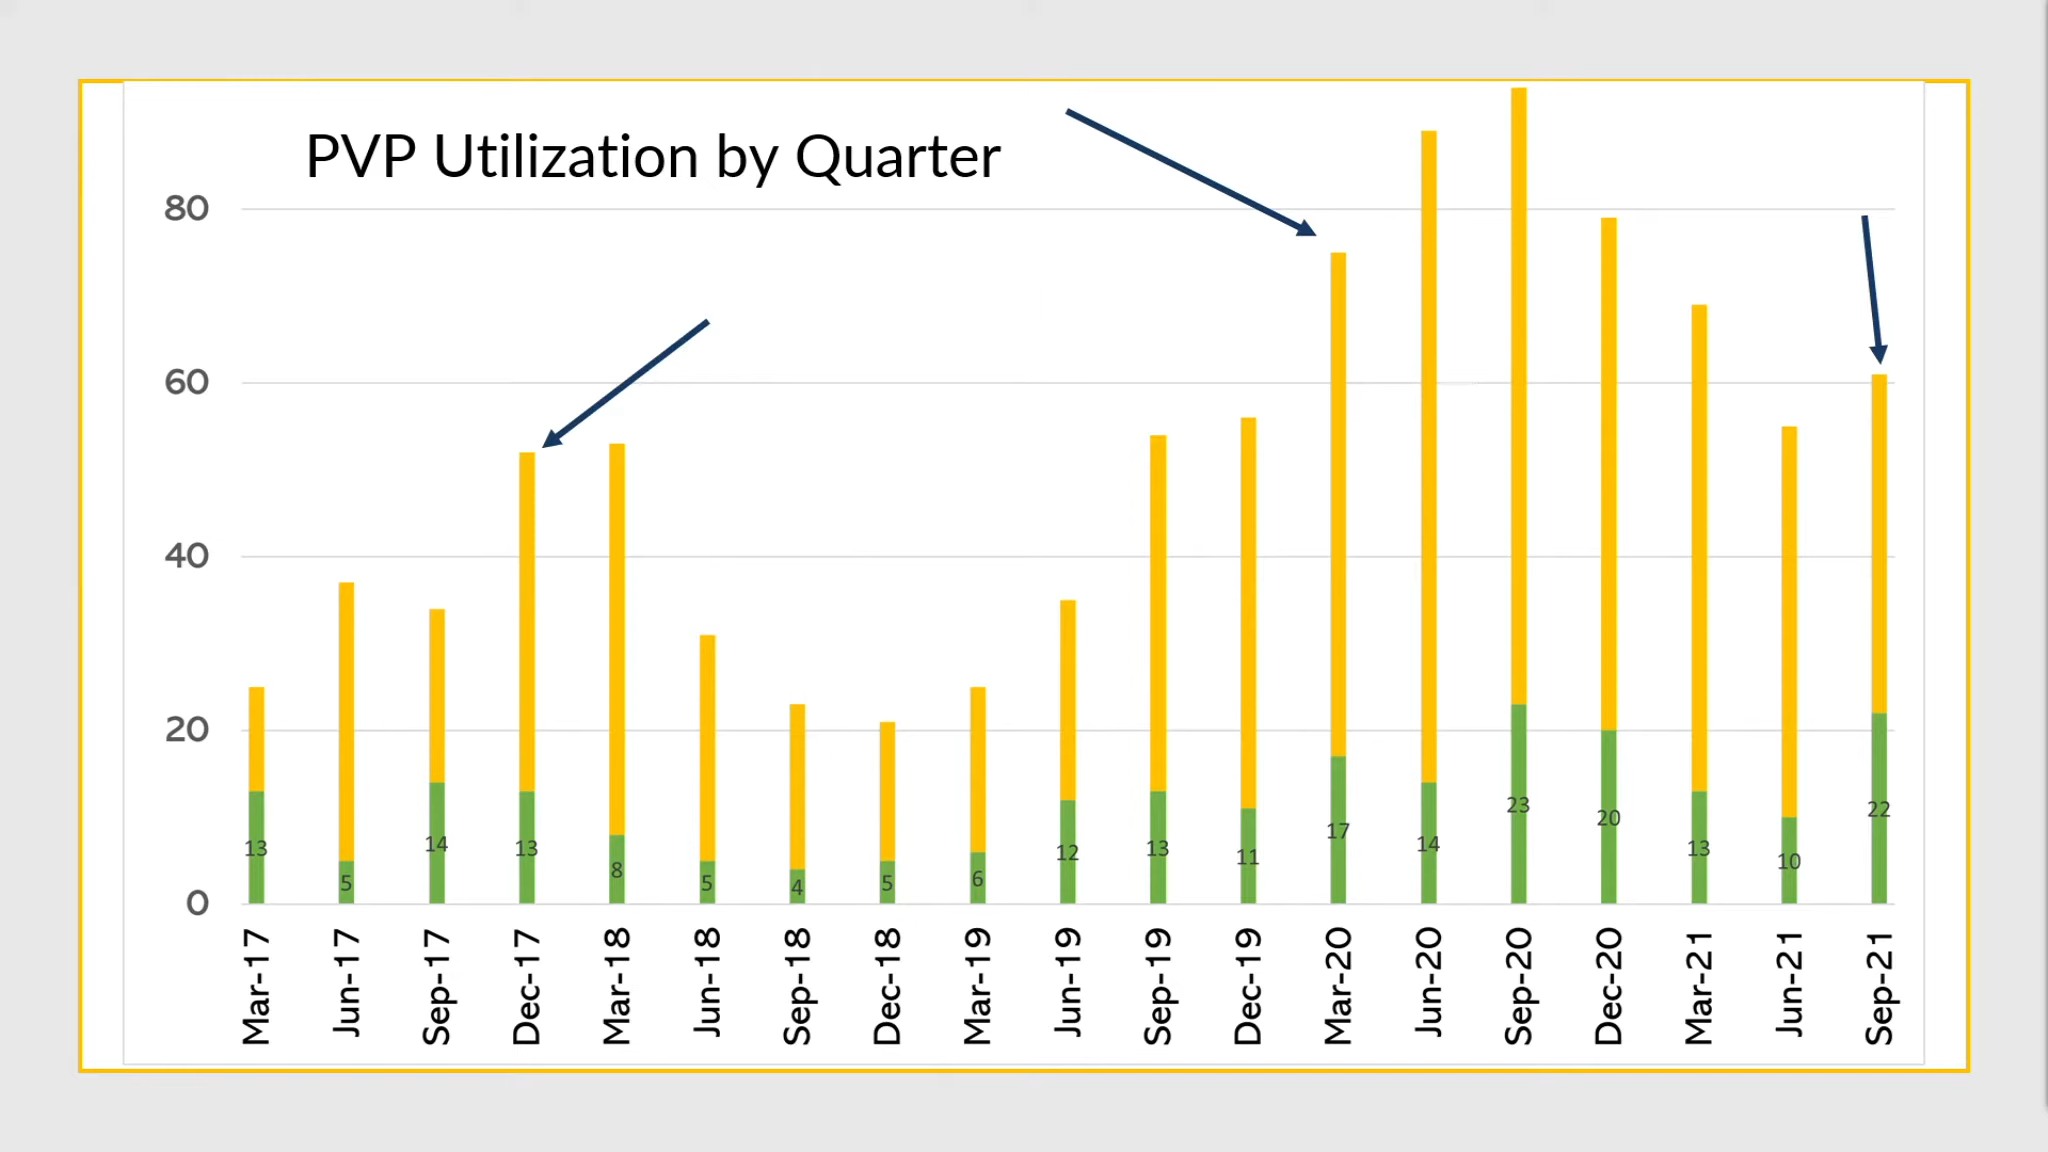 PVP Utilization by Quarter
80
60
40
20
0
13
5
14
13
8
5
4
5
6
12
13
11
17
14
23
20
13
10
22
Mar-17
Jun-17
Sep-17
Dec-17
Mar-18
Jun-18
Sep-18
Dec-18
Mar-19
Jun-19
Sep-19
Dec-19
Mar-20
Jun-20
Sep-20
Dec-20
Mar-21
Jun-21
Sep-21